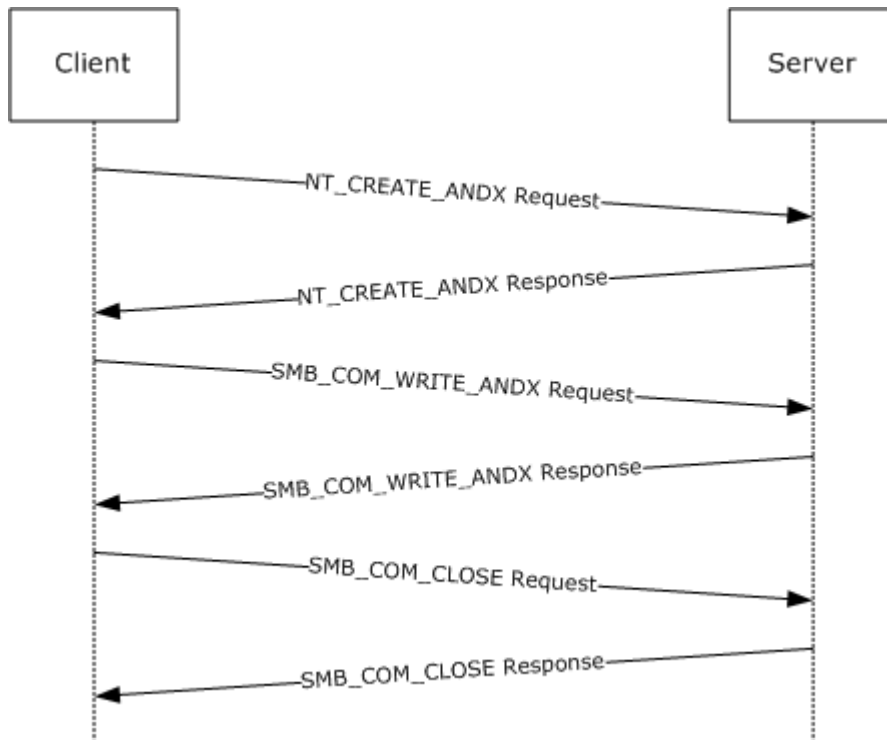 Client
Server
NT_CREATE_ANDX Request
NT_CREATE_ANDX Response
SMB_COM_WRITE_ANDX Request
SMB_COM_WRITE_ANDX Response
SMB_COM_CLOSE Request
SMB_COM_CLOSE Response